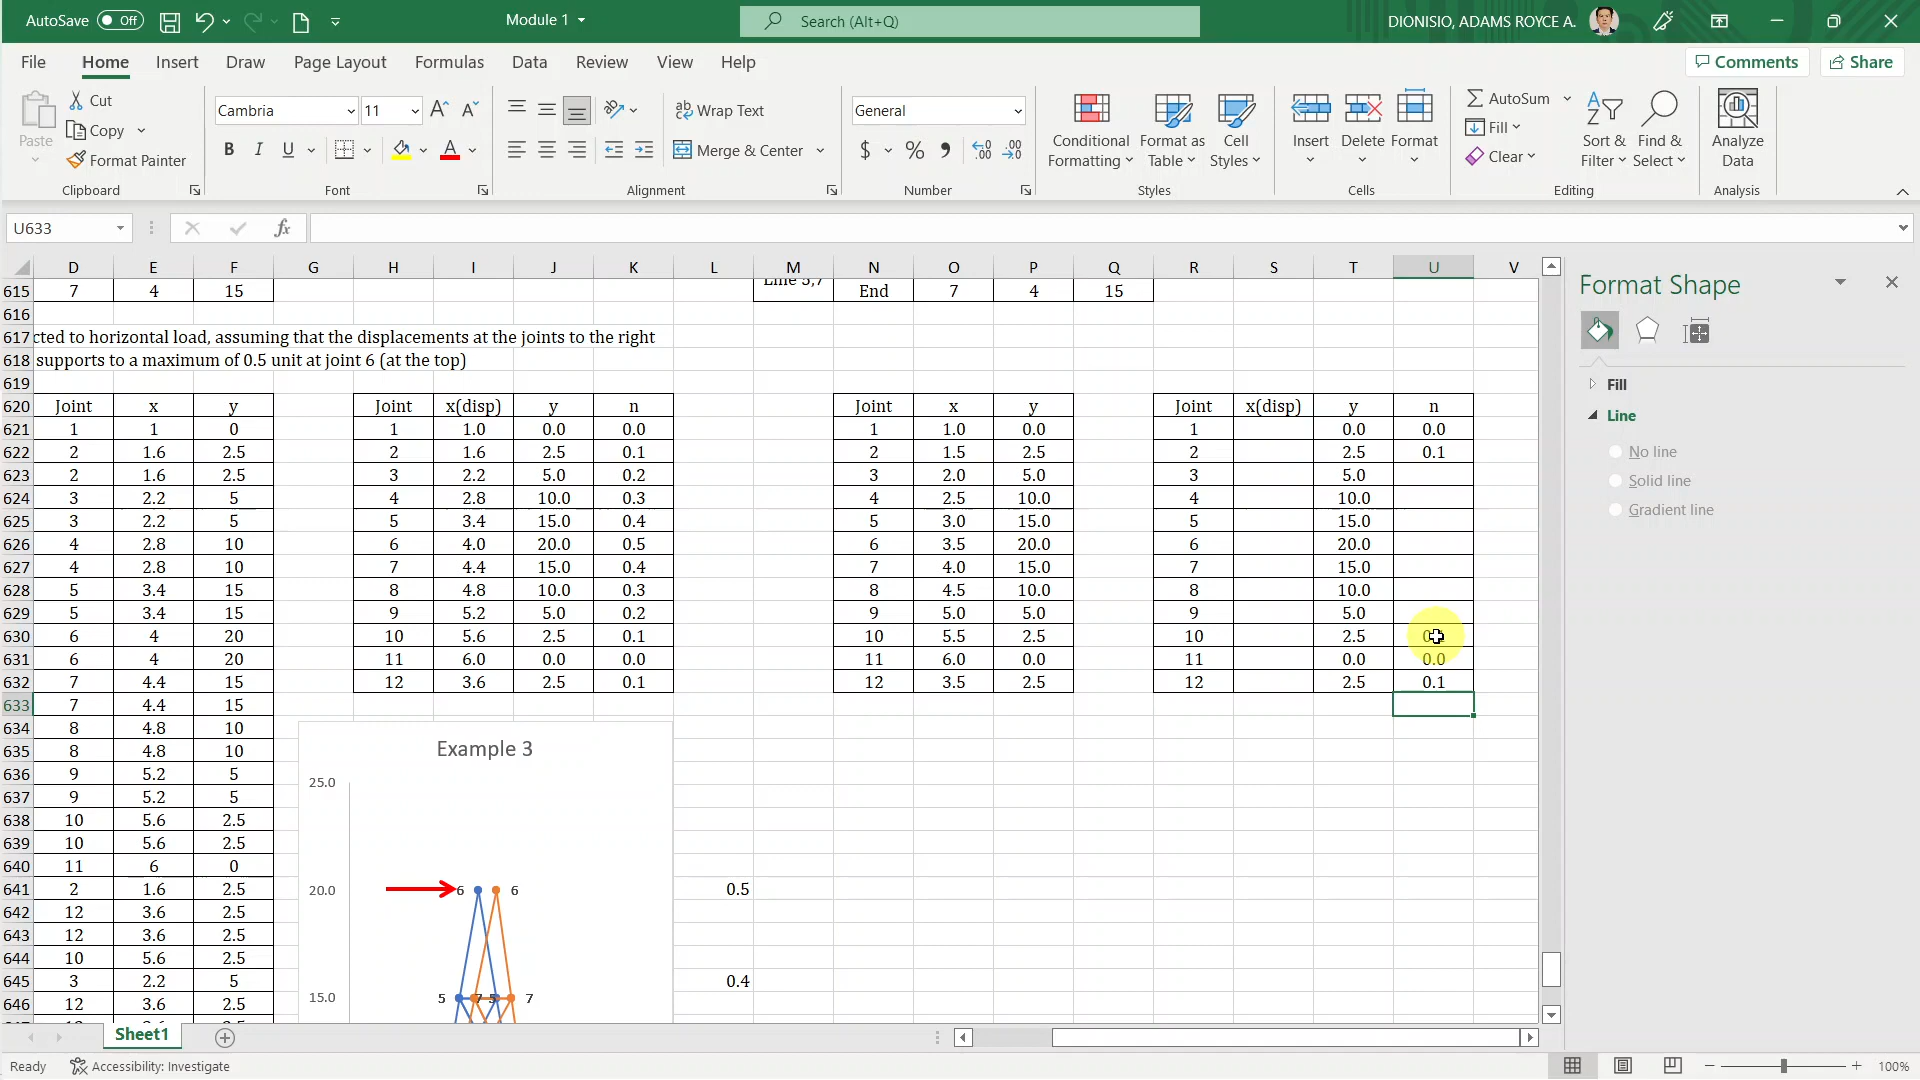 AutoSave Off
Module 1
Search (Alt+Q)
DIONISIO, ADAMS ROYCE A.
File Home Insert Draw Page Layout Formulas Data Review View Help
Comments Share
Paste
Cut
Copy
Format Painter
Clipboard
Cambria 11
B I U
Font
Wrap Text
Merge & Center
Alignment
General
$ %
Number
Conditional Formatting
Format as Table
Cell Styles
Styles
Insert Delete Format
Cells
AutoSum
Fill
Clear
Sort & Filter
Find & Select
Editing
Analyze Data
Analysis
U633
fx
D E F G H I J K L M N O P Q R S T U V
615 7 4 15 End 7 4 15
616
617 cted to horizontal load, assuming that the displacements at the joints to the right
618 supports to a maximum of 0.5 unit at joint 6 (at the top)
619
620 Joint x y Joint x(disp) y n Joint x y Joint x(disp) y n
621 1 1 0 1 1.0 0.0 0.0 1 1.0 0.0 1 0.0 0.0
622 2 1.6 2.5 2 1.6 2.5 0.1 2 1.5 2.5 2 2.5 0.1
623 2 1.6 2.5 3 2.2 5.0 0.2 3 2.0 5.0 3 5.0
624 3 2.2 5 4 2.8 10.0 0.3 4 2.5 10.0 4 10.0
625 3 2.2 5 5 3.4 15.0 0.4 5 3.0 15.0 5 15.0
626 4 2.8 10 6 4.0 20.0 0.5 6 3.5 20.0 6 20.0
627 4 2.8 10 7 4.4 15.0 0.4 7 4.0 15.0 7 15.0
628 5 3.4 15 8 4.8 10.0 0.3 8 4.5 10.0 8 10.0
629 5 3.4 15 9 5.2 5.0 0.2 9 5.0 5.0 9 5.0
630 6 4 20 10 5.6 2.5 0.1 10 5.5 2.5 10 2.5
631 6 4 20 11 6.0 0.0 0.0 11 6.0 0.0 11 0.0 0.0
632 7 4.4 15 12 3.6 2.5 0.1 12 3.5 2.5 12 2.5 0.1
633 7 4.4 15
634 8 4.8 10
635 8 4.8 10
636 9 5.2 5
637 9 5.2 5
638 10 5.6 2.5
639 10 5.6 2.5
640 11 6 0
641 2 1.6 2.5 0.5
642 12 3.6 2.5
643 12 3.6 2.5
644 10 5.6 2.5
645 3 2.2 5 0.4
646 12 3.6 2.5
Example 3
25.0
20.0 6 6
15.0 5 7 5 7
Format Shape
Fill
Line
No line
Solid line
Gradient line
Sheet1
Ready
Accessibility: Investigate
100%